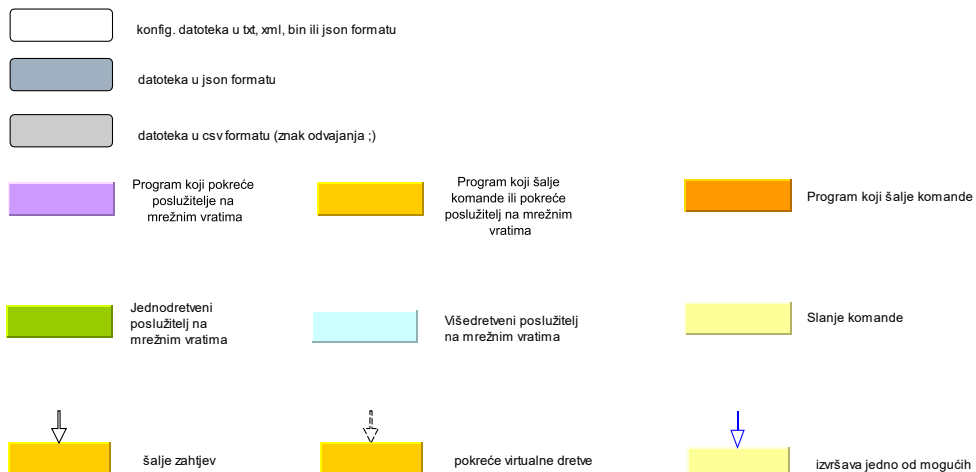 konfig. datoteka u txt, xml, bin ili json formatu
datoteka u json formatu
datoteka u csv formatu (znak odvajanja ;)
Program koji pokreće
poslužitelje na
mrežnim vratima
Program koji šalje
komande ili pokreće
poslužitelj na mrežnim
vratima
Program koji šalje komande
Jednodretveni
poslužitelj na
mrežnim vratima
Višedretveni poslužitelj
na mrežnim vratima
Slanje komande
šalje zahtjev
pokreće virtualne dretve
izvršava jedno od mogućih